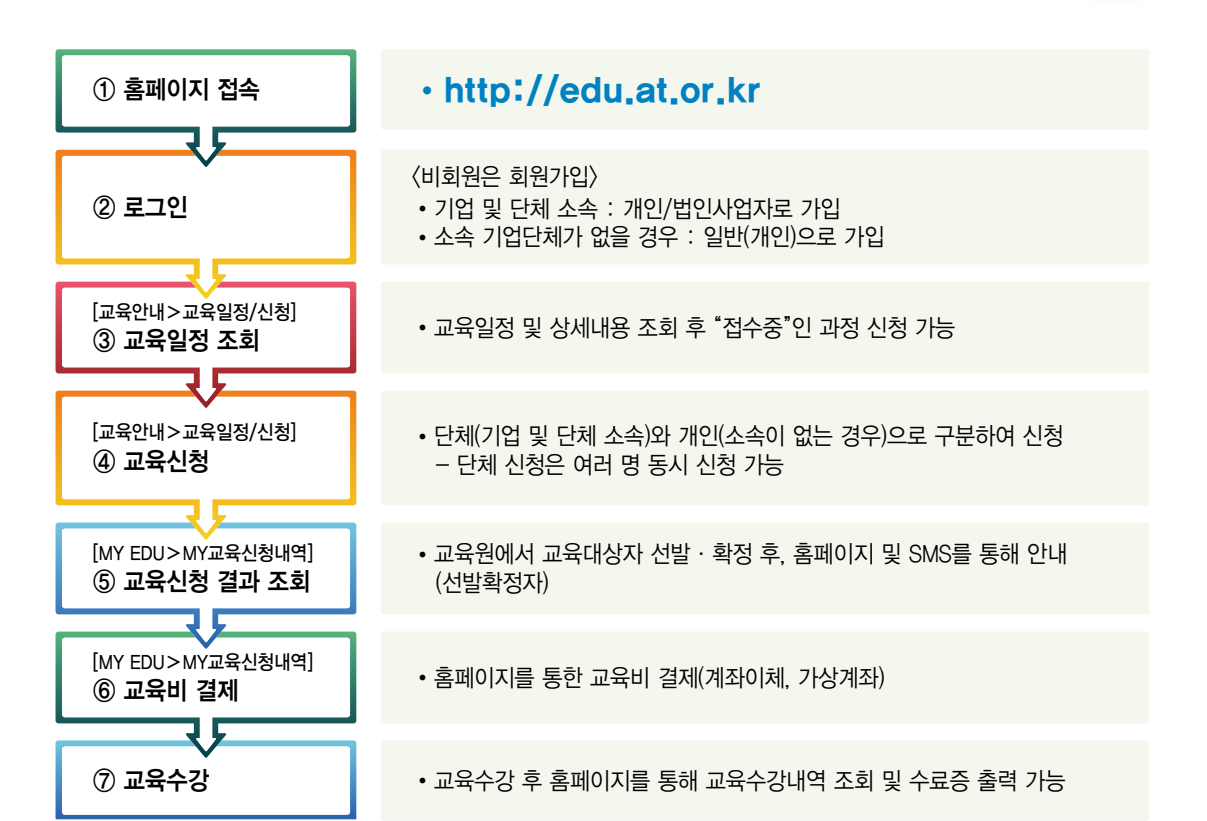 ① 홈페이지 접속
• http://edu.at.or.kr
② 로그인
〈비회원은 회원가입〉
• 기업 및 단체 소속 : 개인/법인사업자로 가입
• 소속 기업단체가 없을 경우 : 일반(개인)으로 가입
[교육안내>교육일정/신청]
③ 교육일정 조회
• 교육일정 및 상세내용 조회 후 “접수중”인 과정 신청 가능
[교육안내>교육일정/신청]
④ 교육신청
• 단체(기업 및 단체 소속)와 개인(소속이 없는 경우)으로 구분하여 신청
– 단체 신청은 여러 명 동시 신청 가능
[MY EDU>MY교육신청내역]
⑤ 교육신청 결과 조회
• 교육원에서 교육대상자 선발 · 확정 후, 홈페이지 및 SMS를 통해 안내
(선발확정자)
[MY EDU>MY교육신청내역]
⑥ 교육비 결제
• 홈페이지를 통한 교육비 결제(계좌이체, 가상계좌)
⑦ 교육수강
• 교육수강 후 홈페이지를 통해 교육수강내역 조회 및 수료증 출력 가능